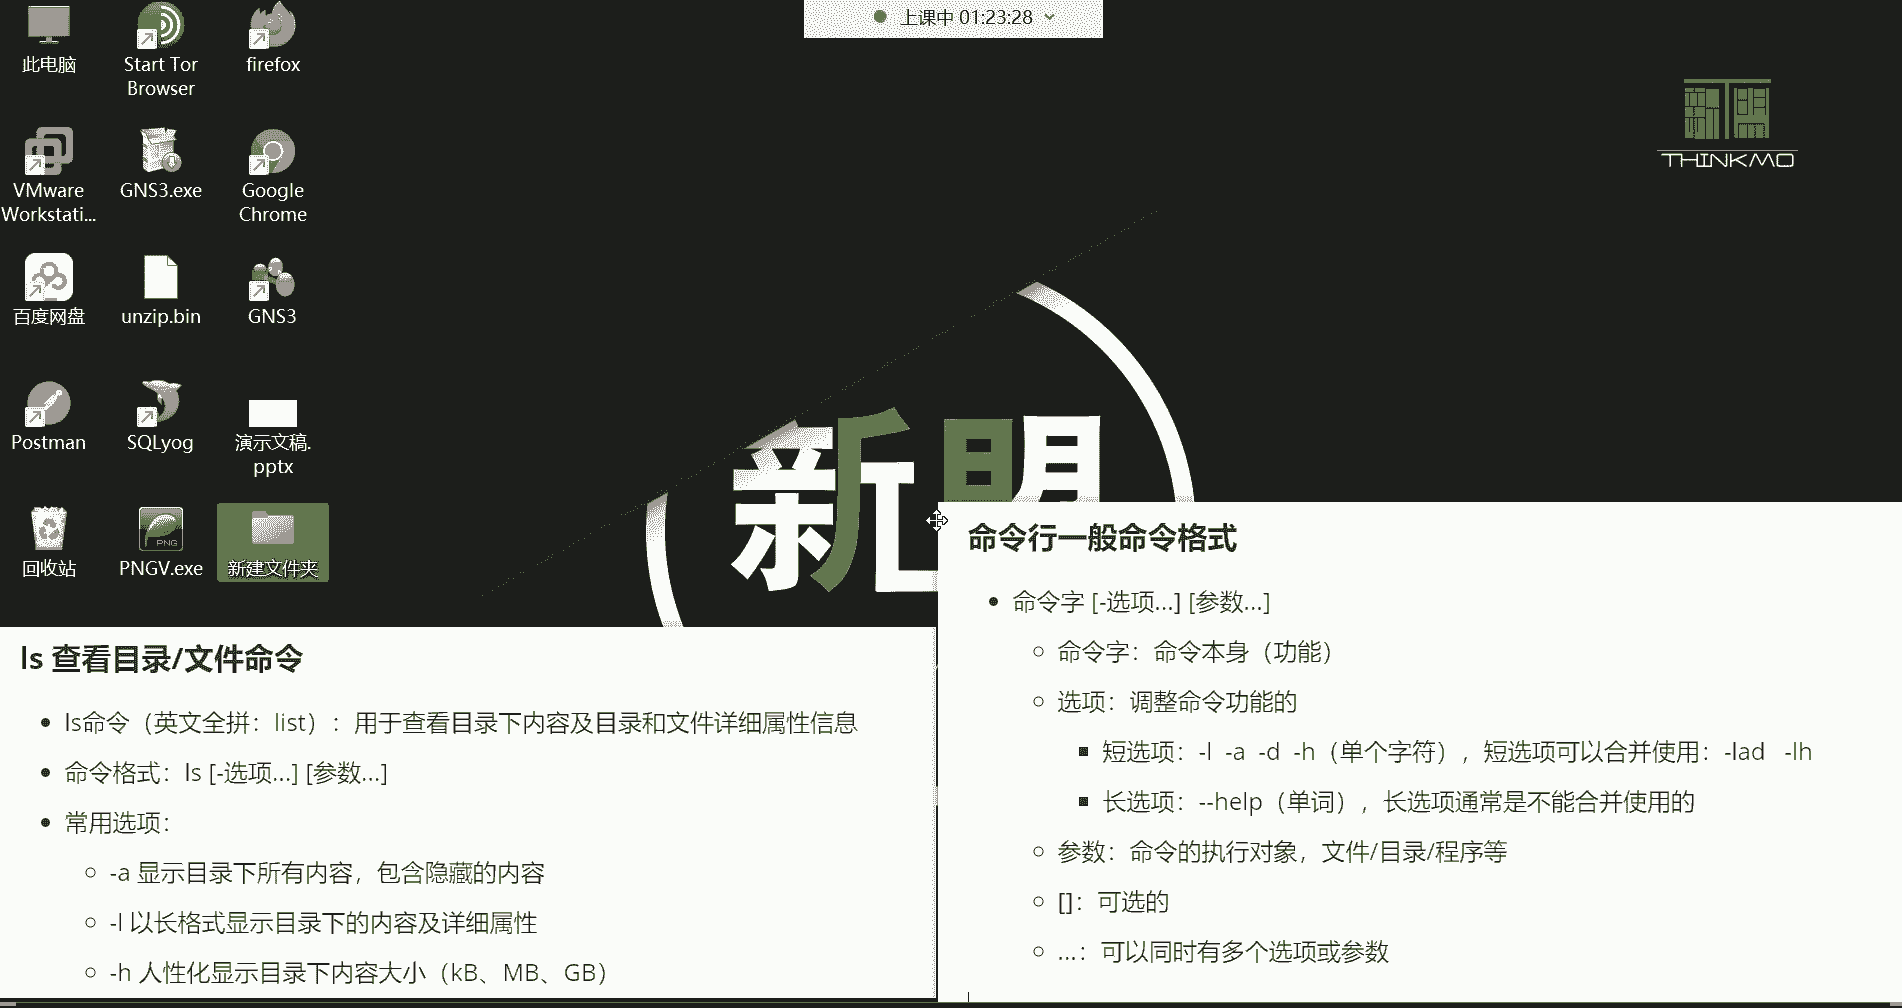 上课中 01:23:28
此电脑
Start Tor
Browser
firefox
THINKMO
VMware
Workstati...
GNS3.exe
Google
Chrome
百度网盘
unzip.bin
GNS3
Postman
SQLyog
演示文稿.
pptx
新盟
回收站
PNG
PNGV.exe
新建文件夹
ls 查看目录/文件命令
• ls命令（英文全拼：list）：用于查看目录下内容及目录和文件详细属性信息
• 命令格式：ls [-选项...] [参数...]
• 常用选项：
○ -a 显示目录下所有内容，包含隐藏的内容
○ -l 以长格式显示目录下的内容及详细属性
○ -h 人性化显示目录下内容大小（kB、MB、GB）
命令行一般命令格式
• 命令字 [-选项...] [参数...]
○ 命令字：命令本身（功能）
○ 选项：调整命令功能的
▪ 短选项：-l -a -d -h（单个字符），短选项可以合并使用：-lad -lh
▪ 长选项：--help（单词），长选项通常是不能合并使用的
○ 参数：命令的执行对象，文件/目录/程序等
○ []：可选的
○ ...：可以同时有多个选项或参数